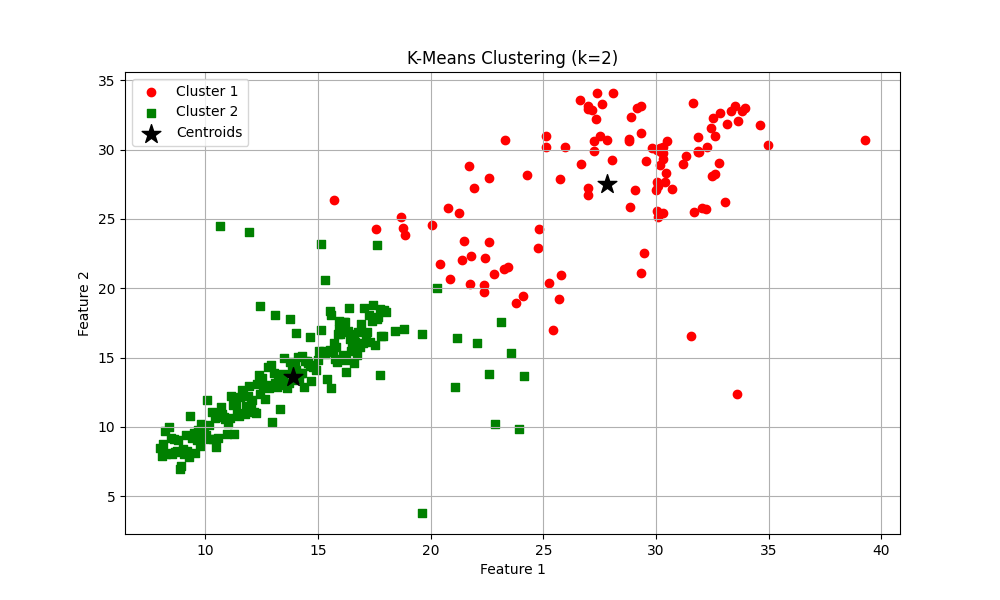 K-Means Clustering (k=2)
Cluster 1
Cluster 2
Centroids
35
30
25
20
15
10
5
Feature 2
10 15 20 25 30 35 40
Feature 1